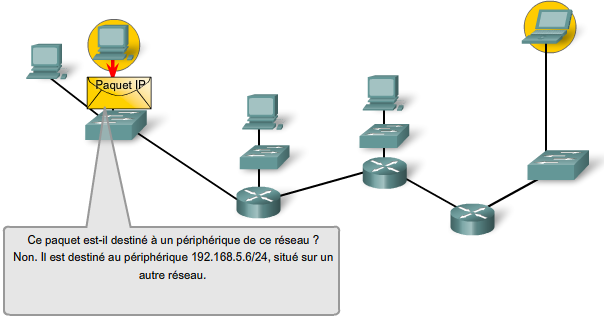 Paquet IP
Ce paquet est-il destiné à un périphérique de ce réseau ?
Non. Il est destiné au périphérique 192.168.5.6/24, situé sur un
autre réseau.